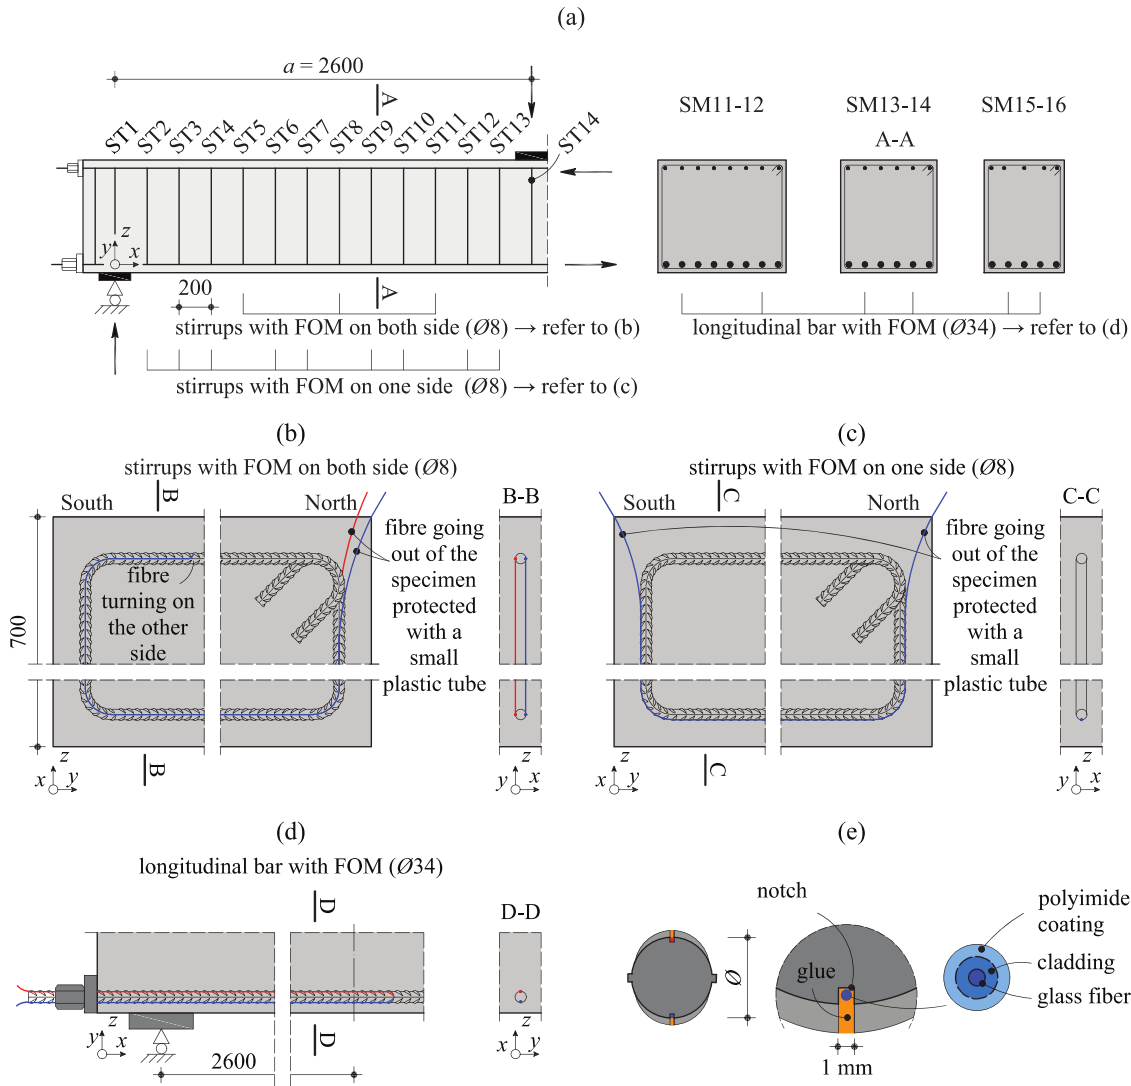 (a)
a = 2600
A
ST1
ST2
ST3
ST4
ST5
ST6
ST7
ST8
ST9
ST10
ST11
ST12
ST13
ST14
z
y
x
200
A
stirrups with FOM on both side (Ø8) → refer to (b)
stirrups with FOM on one side (Ø8) → refer to (c)
SM11-12
SM13-14
SM15-16
A-A
longitudinal bar with FOM (Ø34) → refer to (d)
(b)
stirrups with FOM on both side (Ø8)
B
B-B
South
North
fibre going
out of the
specimen
protected
with a
small
plastic tube
fibre
turning on
the other
side
700
B
z
x
y
z
y
x
(c)
stirrups with FOM on one side (Ø8)
C
C-C
South
North
fibre going
out of the
specimen
protected
with a
small
plastic tube
C
z
x
y
z
y
x
(d)
longitudinal bar with FOM (Ø34)
D
D-D
z
y
x
D
2600
z
x
y
(e)
notch
polyimide
coating
cladding
glass fiber
glue
Ø
1 mm